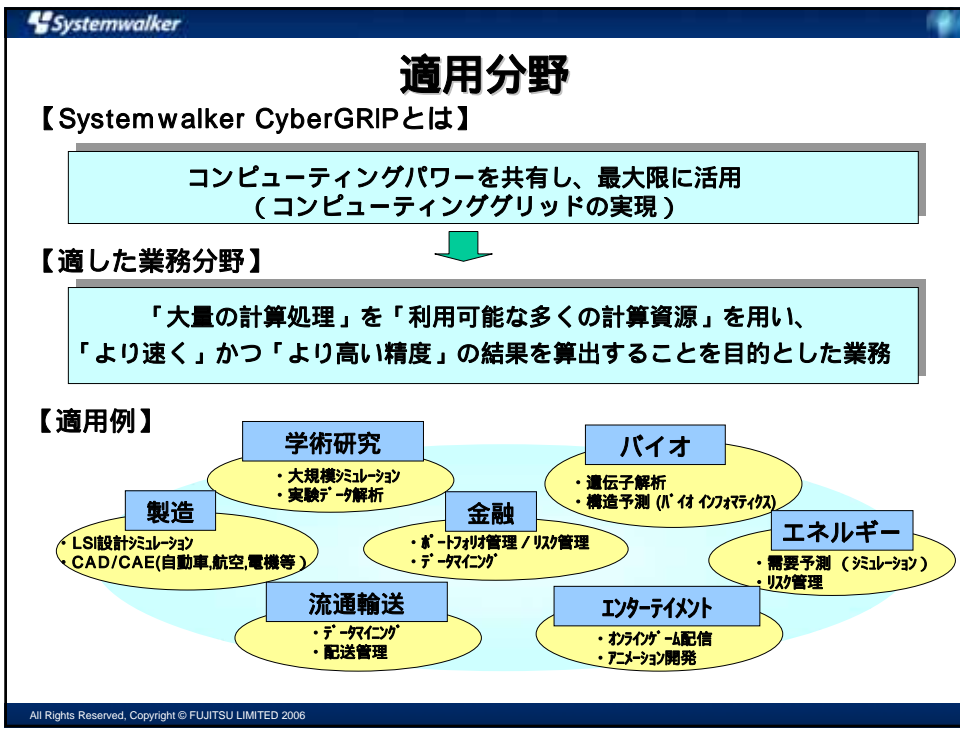 Systemwalker
適用分野
【Systemwalker CyberGRIPとは】
コンピューティングパワーを共有し、最大限に活用
(コンピューティンググリッドの実現)
【適した業務分野】
「大量の計算処理」を「利用可能な多くの計算資源」を用い、
「より速く」かつ「より高い精度」の結果を算出することを目的とした業務
【適用例】
学術研究
・大規模ｼﾐｭﾚｰｼｮﾝ
・実験ﾃﾞｰﾀ解析
バイオ
・遺伝子解析
・構造予測 (ﾊﾞｲｵ ｲﾝﾌｫﾏﾃｨｸｽ)
製造
・LSI設計ｼﾐｭﾚｰｼｮﾝ
・CAD/CAE(自動車,航空,電機等)
金融
・ﾎﾟｰﾄﾌｫﾘｵ管理 / ﾘｽｸ管理
・ﾃﾞｰﾀﾏｲﾆﾝｸﾞ
エネルギー
・需要予測 (ｼﾐｭﾚｰｼｮﾝ)
・ﾘｽｸ管理
流通輸送
・ﾃﾞｰﾀﾏｲﾆﾝｸﾞ
・配送管理
ｴﾝﾀｰﾃｲﾒﾝﾄ
・ｵﾝﾗｲﾝｹﾞｰﾑ配信
・ｱﾆﾒｰｼｮﾝ開発
All Rights Reserved, Copyright © FUJITSU LIMITED 2006